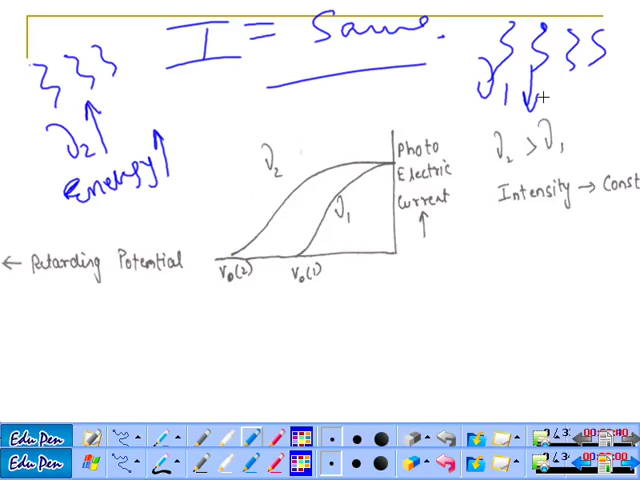 I = Same.
ν₂ ↑
Energy ↑
ν₁ ↓
ν₂ > ν₁
Intensity → Const
ν₂
Photo
Electric
Current
↑
ν₁
← Retarding Potential
V₀(2)
V₀(1)
Edu Pen
Edu Pen